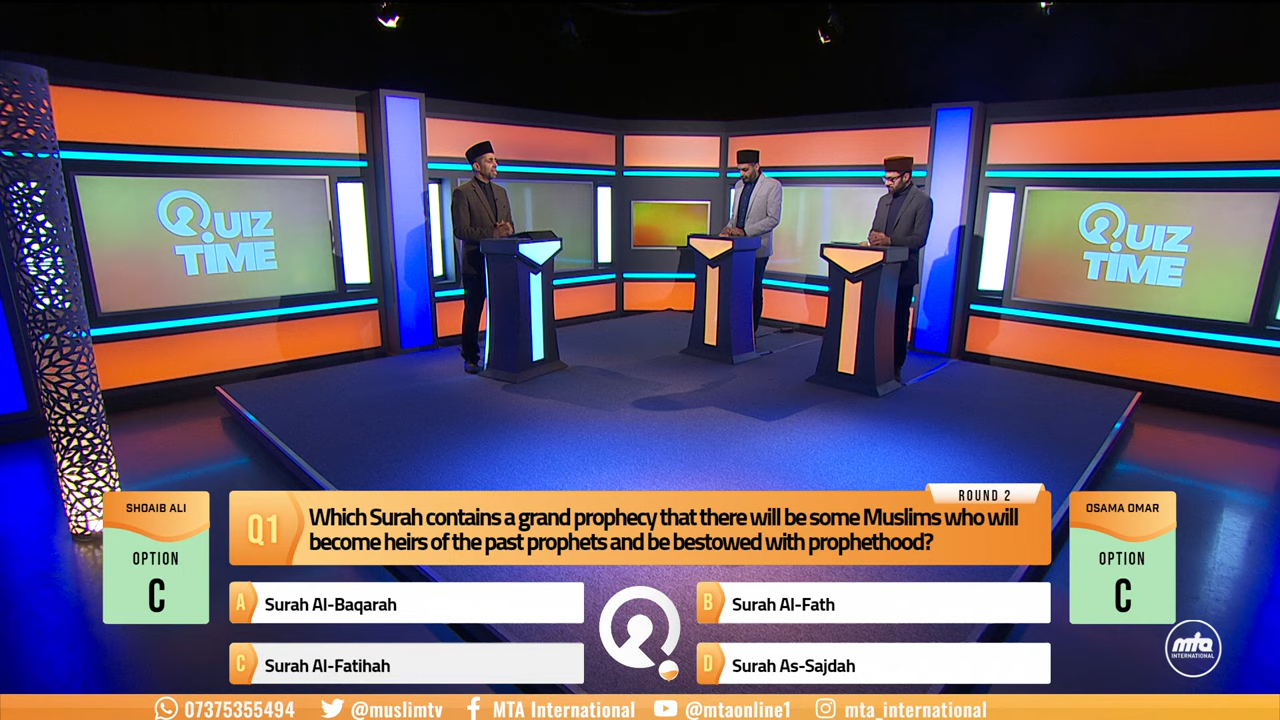 QUIZ
TIME
QUIZ
TIME
SHOAIB ALI
OPTION
C
ROUND 2
Q1
Which Surah contains a grand prophecy that there will be some Muslims who will
become heirs of the past prophets and be bestowed with prophethood?
A Surah Al-Baqarah
B Surah Al-Fath
C Surah Al-Fatihah
D Surah As-Sajdah
OSAMA OMAR
OPTION
C
mta
INTERNATIONAL
07375355494 @muslimtv MTA International @mtaonline1 mta_international